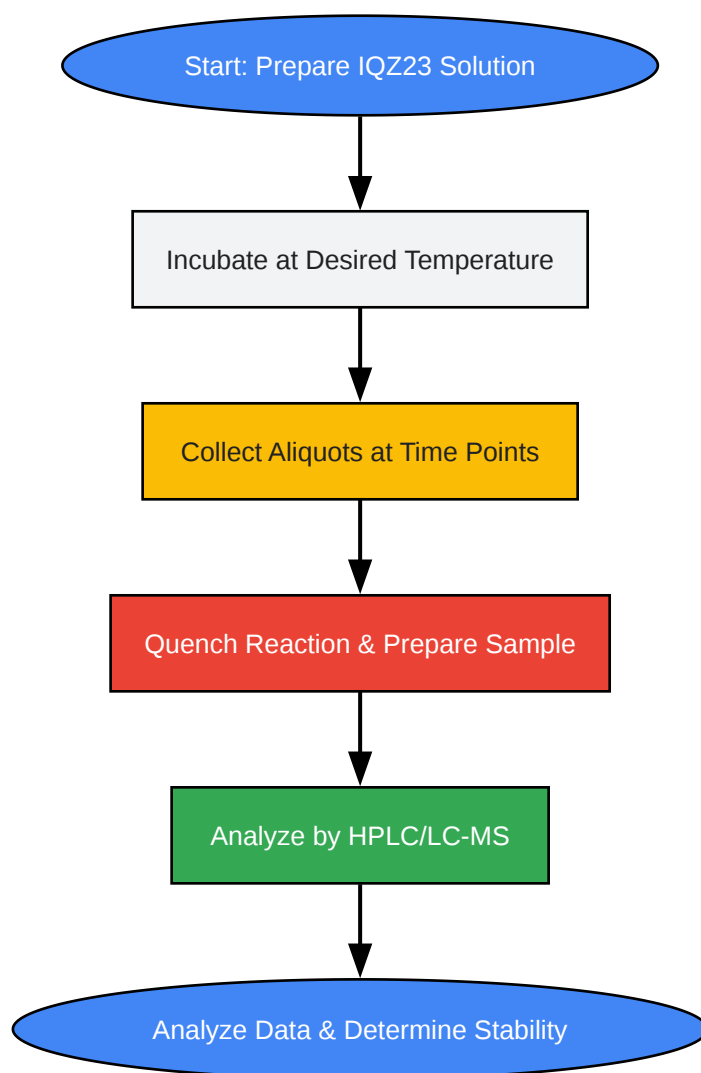 Start: Prepare IQZ23 Solution
Incubate at Desired Temperature
Collect Aliquots at Time Points
Quench Reaction & Prepare Sample
Analyze by HPLC/LC-MS
Analyze Data & Determine Stability